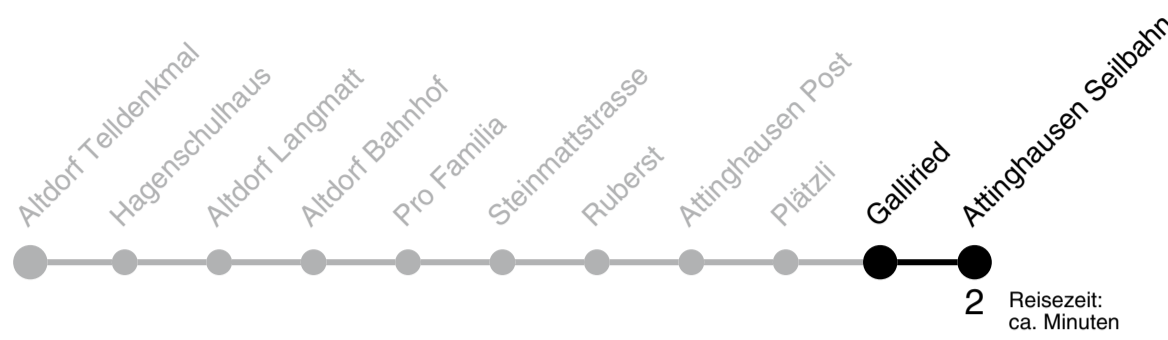 Altdorf Telldenkmal
Hagenschulhaus
Altdorf Langmatt
Altdorf Bahnhof
Pro Familia
Steinmattstrasse
Ruberst
Attinghausen Post
Plätzli
Galliried
Attinghausen Seilbahn
2
Reisezeit:
ca. Minuten